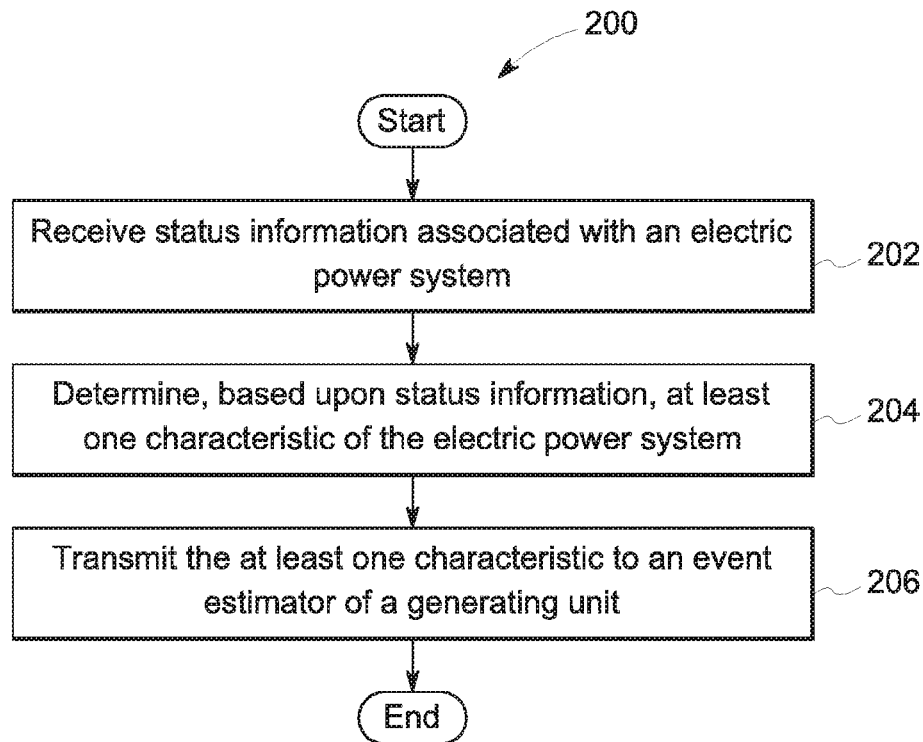 200
Start
Receive status information associated with an electric
power system
202
Determine, based upon status information, at least
one characteristic of the electric power system
204
Transmit the at least one characteristic to an event
estimator of a generating unit
206
End